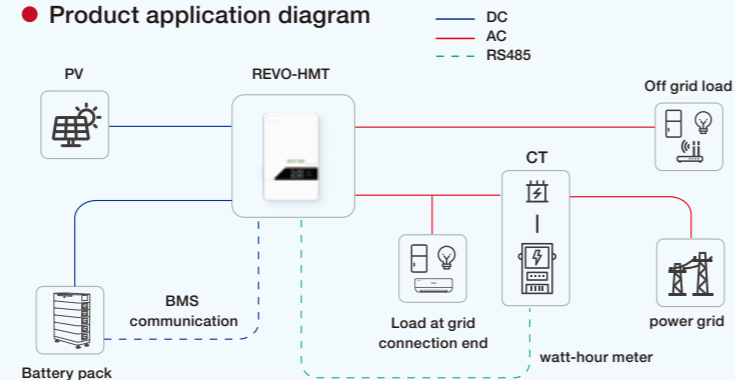 Product application diagram
DC
AC
RS485
PV
REVO-HMT
Off grid load
CT
BMS
communication
Load at grid
connection end
power grid
watt-hour meter
Battery pack